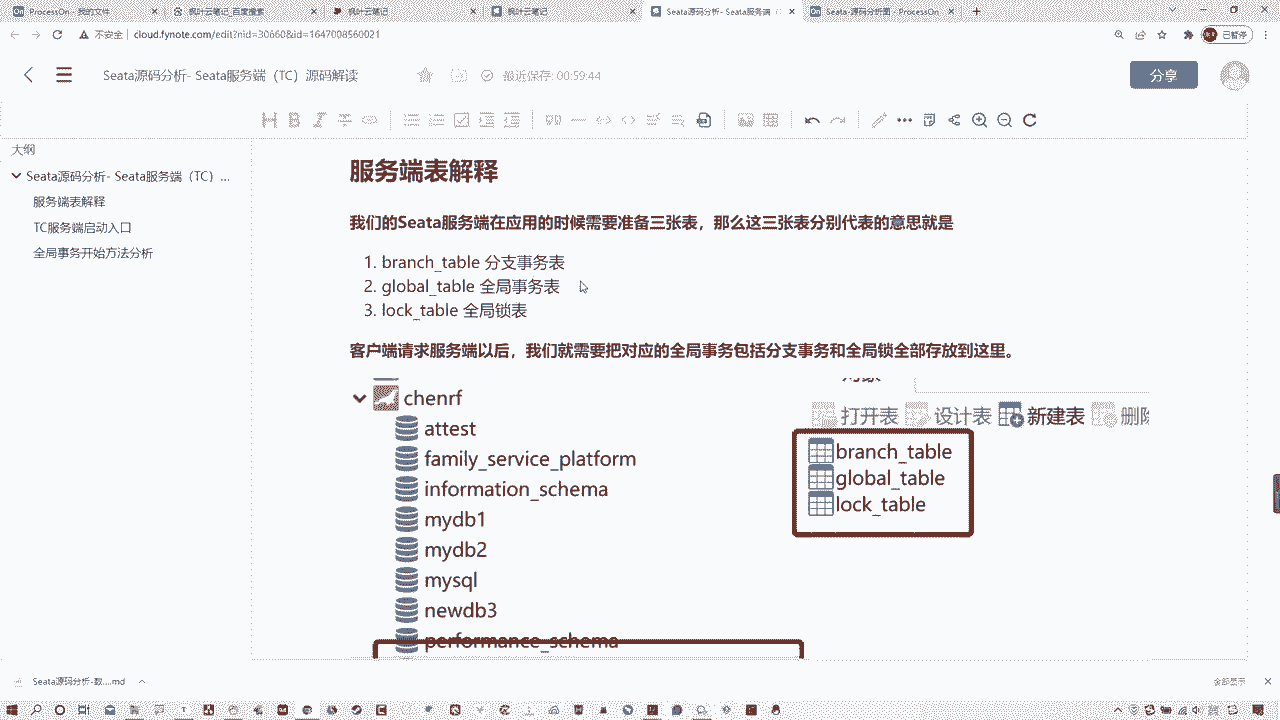 ProcessOn - 我的文件
枫叶云笔记_百度搜索
枫叶云笔记
枫叶云笔记
Seata源码分析- Seata服务端
Seata-源码分析图 - ProcessOn
不安全 | cloud.fynote.com/edit?nid=30660&id=1647008560021
已暂停
Seata源码分析- Seata服务端（TC）源码解读
最近保存: 00:59:44
分享
大纲
Seata源码分析- Seata服务端（TC）...
服务端表解释
TC服务端启动入口
全局事务开始方法分析
服务端表解释
我们的Seata服务端在应用的时候需要准备三张表，那么这三张表分别代表的意思就是
1. branch_table 分支事务表
2. global_table 全局事务表
3. lock_table 全局锁表
客户端请求服务端以后，我们就需要把对应的全局事务包括分支事务和全局锁全部存放到这里。
chenrf
attest
family_service_platform
information_schema
mydb1
mydb2
mysql
newdb3
performance_schema
打开表 设计表 新建表 删除
branch_table
global_table
lock_table
Seata源码分析-数....md
全部显示